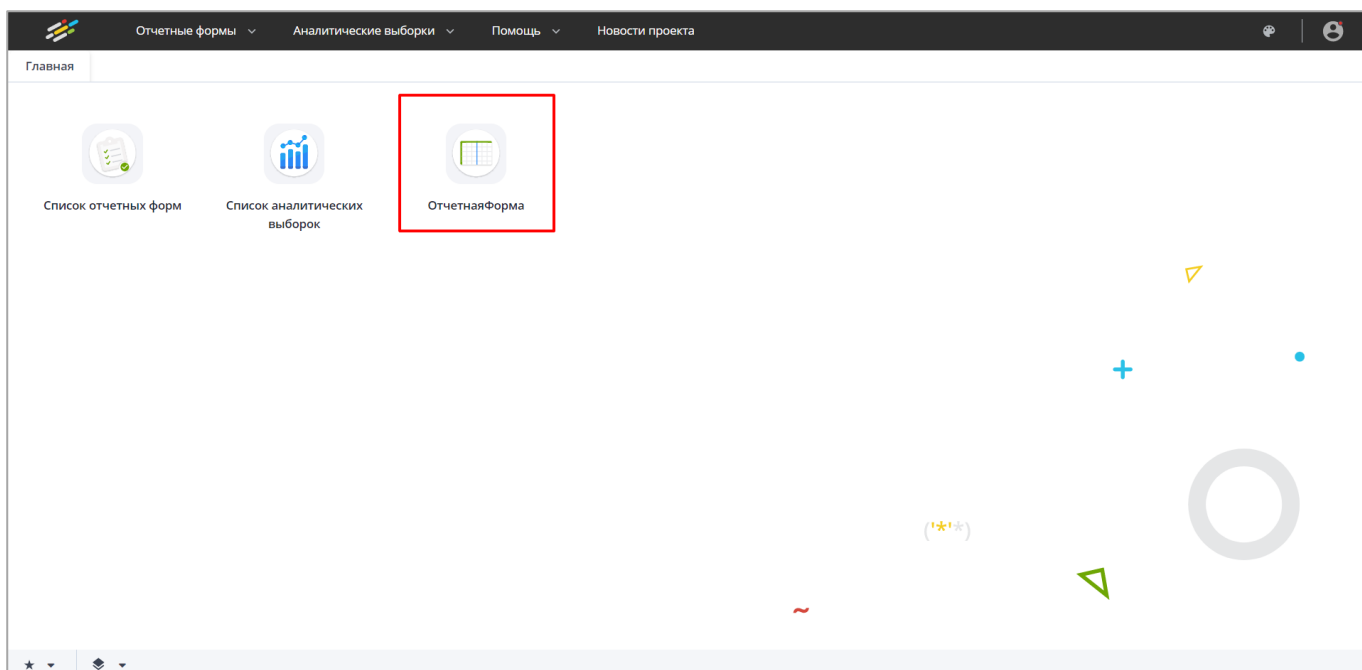 Отчетные формы Аналитические выборки Помощь Новости проекта
Главная
Список отчетных форм
Список аналитических
выборок
ОтчетнаяФорма
('*'*)
~